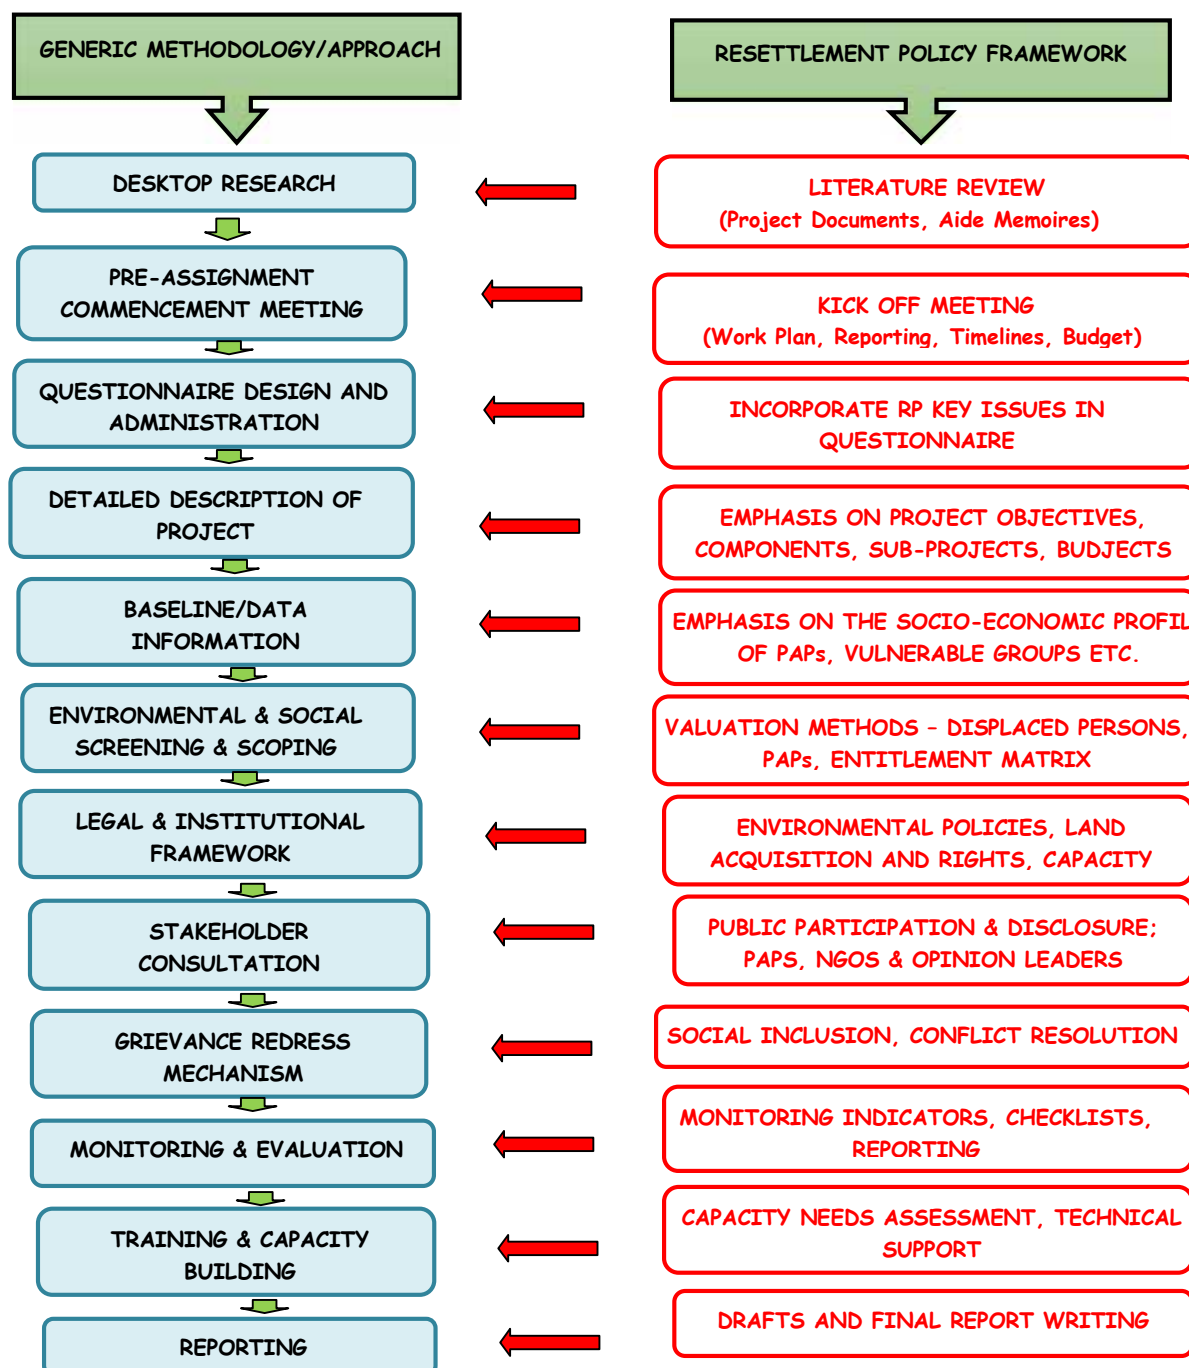 GENERIC METHODOLOGY/APPROACH
RESETTLEMENT POLICY FRAMEWORK
DESKTOP RESEARCH
LITERATURE REVIEW
(Project Documents, Aide Memoires)
PRE-ASSIGNMENT
COMMENCEMENT MEETING
KICK OFF MEETING
(Work Plan, Reporting, Timelines, Budget)
QUESTIONNAIRE DESIGN AND
ADMINISTRATION
INCORPORATE RP KEY ISSUES IN
QUESTIONNAIRE
DETAILED DESCRIPTION OF
PROJECT
EMPHASIS ON PROJECT OBJECTIVES,
COMPONENTS, SUB-PROJECTS, BUDJECTS
BASELINE/DATA
INFORMATION
EMPHASIS ON THE SOCIO-ECONOMIC PROFIL
OF PAPs, VULNERABLE GROUPS ETC.
ENVIRONMENTAL & SOCIAL
SCREENING & SCOPING
VALUATION METHODS – DISPLACED PERSONS,
PAPs, ENTITLEMENT MATRIX
LEGAL & INSTITUTIONAL
FRAMEWORK
ENVIRONMENTAL POLICIES, LAND
ACQUISITION AND RIGHTS, CAPACITY
STAKEHOLDER
CONSULTATION
PUBLIC PARTICIPATION & DISCLOSURE;
PAPS, NGOS & OPINION LEADERS
GRIEVANCE REDRESS
MECHANISM
SOCIAL INCLUSION, CONFLICT RESOLUTION
MONITORING & EVALUATION
MONITORING INDICATORS, CHECKLISTS,
REPORTING
TRAINING & CAPACITY
BUILDING
CAPACITY NEEDS ASSESSMENT, TECHNICAL
SUPPORT
REPORTING
DRAFTS AND FINAL REPORT WRITING